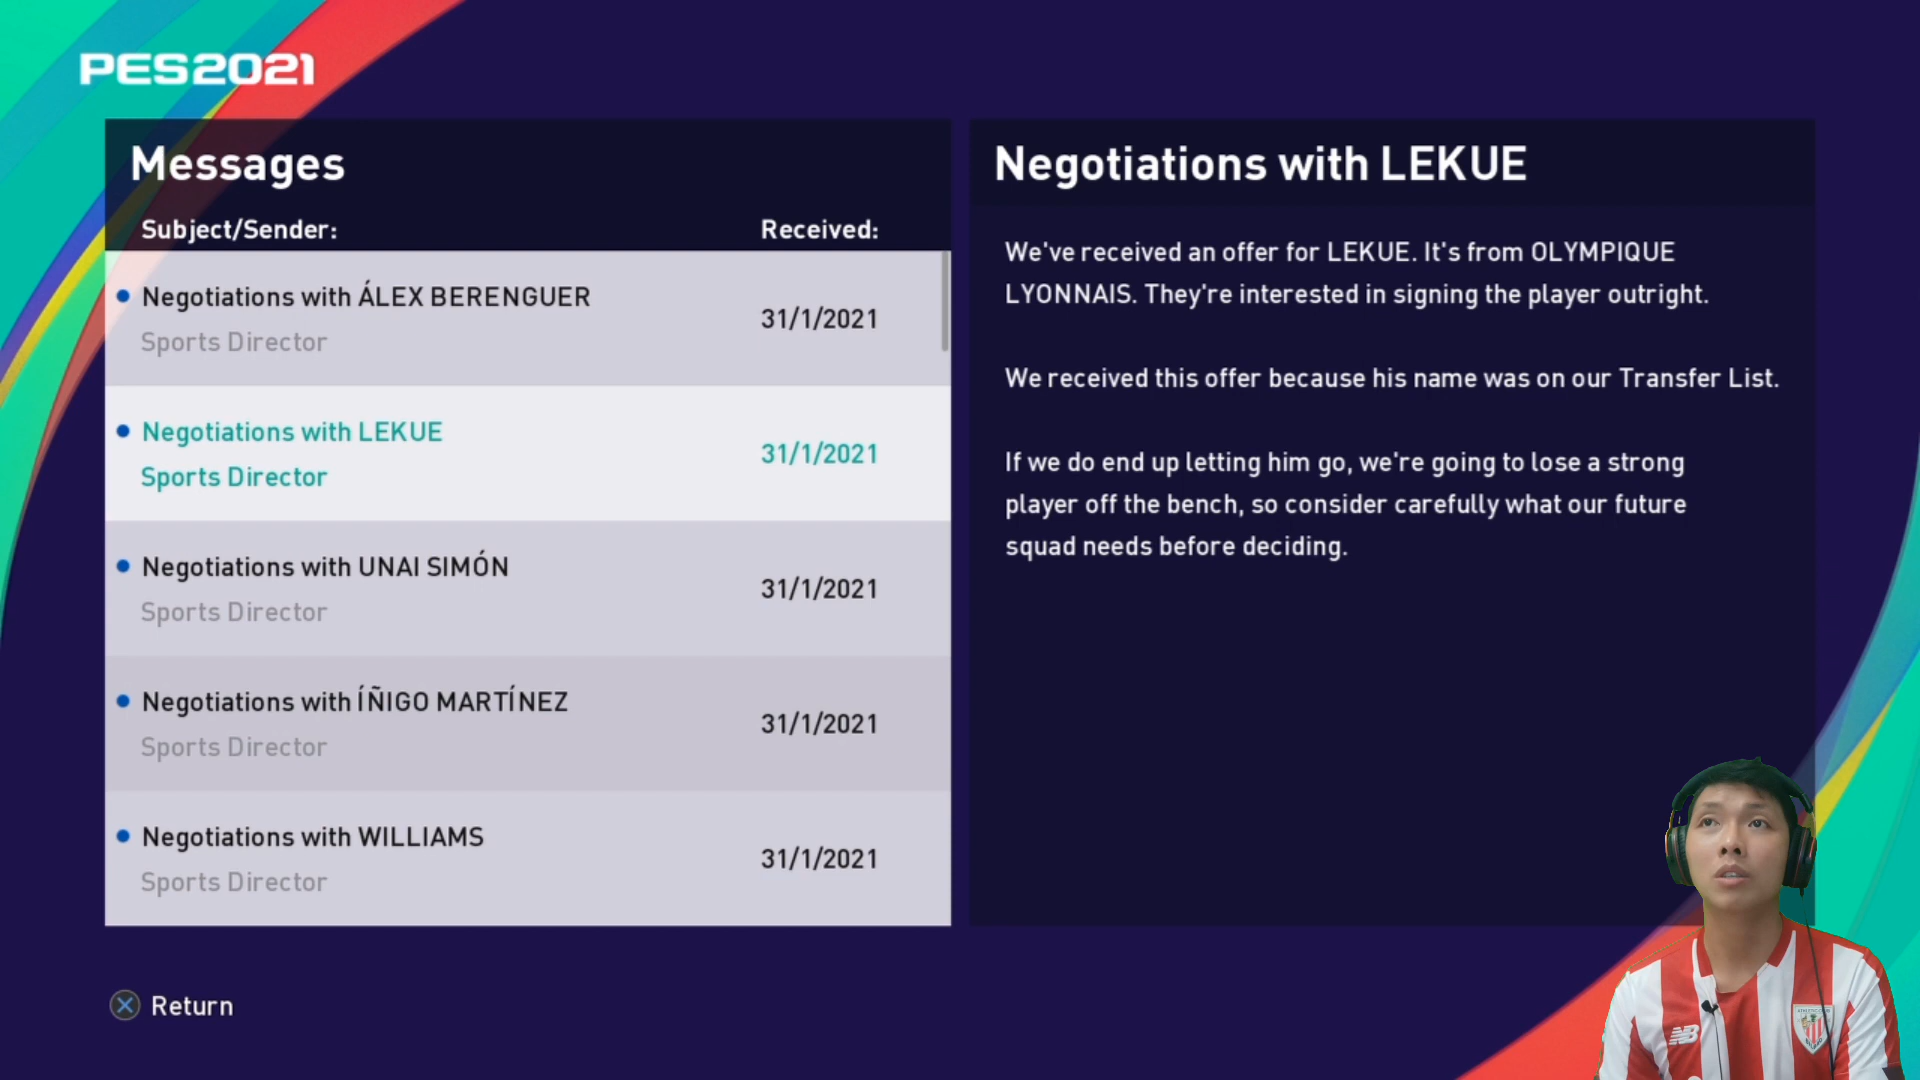 PES2021
Messages
Subject/Sender: Received:
Negotiations with ÁLEX BERENGUER
Sports Director
31/1/2021
Negotiations with LEKUE
Sports Director
31/1/2021
Negotiations with UNAI SIMÓN
Sports Director
31/1/2021
Negotiations with ÍÑIGO MARTÍNEZ
Sports Director
31/1/2021
Negotiations with WILLIAMS
Sports Director
31/1/2021
Return
Negotiations with LEKUE
We've received an offer for LEKUE. It's from OLYMPIQUE
LYONNAIS. They're interested in signing the player outright.
We received this offer because his name was on our Transfer List.
If we do end up letting him go, we're going to lose a strong
player off the bench, so consider carefully what our future
squad needs before deciding.
NB